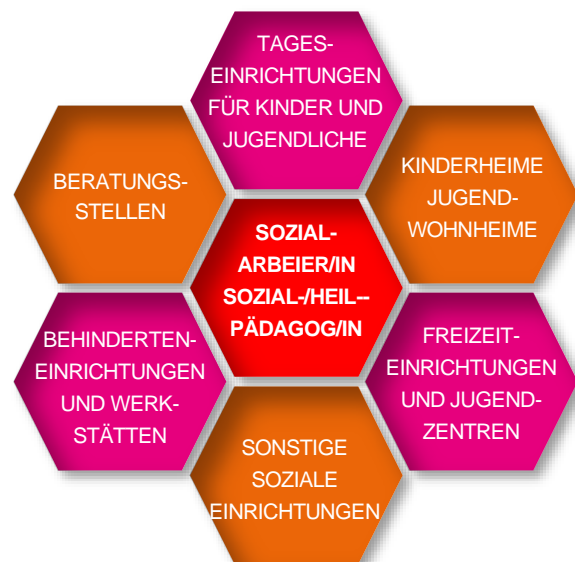 TAGES-
EINRICHTUNGEN
FÜR KINDER UND
JUGENDLICHE
BERATUNGS-
STELLEN
KINDERHEIME
JUGEND-
WOHNHEIME
SOZIAL-
ARBEIER/IN
SOZIAL-/HEIL–
PÄDAGOG/IN
BEHINDERTEN-
EINRICHTUNGEN
UND WERK-
STÄTTEN
FREIZEIT-
EINRICHTUNGEN
UND JUGEND-
ZENTREN
SONSTIGE
SOZIALE
EINRICHTUNGEN